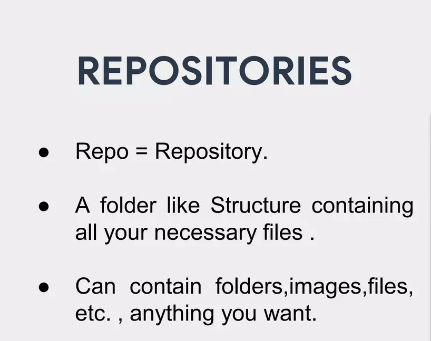 REPOSITORIES
● Repo = Repository.
● A folder like Structure containing
all your necessary files .
● Can contain folders,images,files,
etc. , anything you want.